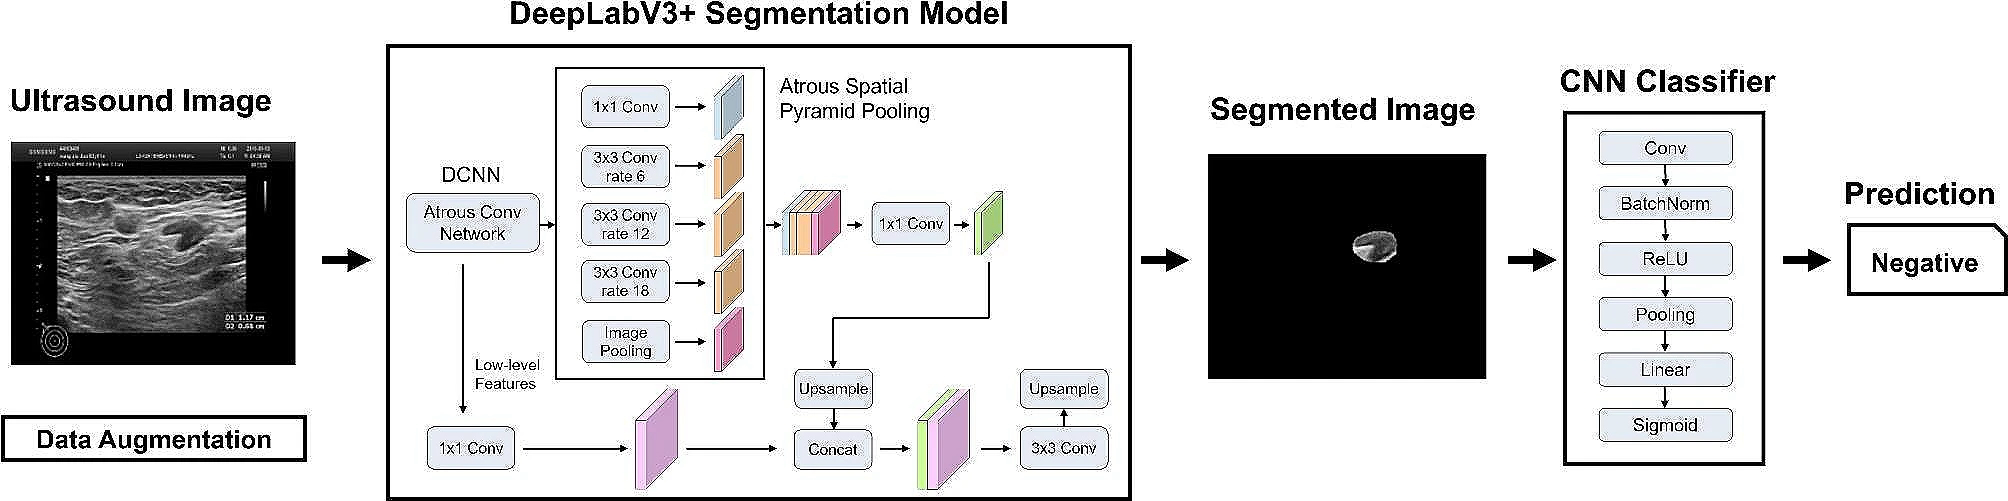 DeepLabV3+ Segmentation Model
Ultrasound Image
SAMSUNG
D1 1.17 cm
D2 0.68 cm
Data Augmentation
DCNN
Atrous Conv
Network
Low-level
Features
1x1 Conv
1x1 Conv
3x3 Conv
rate 6
3x3 Conv
rate 12
3x3 Conv
rate 18
Image
Pooling
Atrous Spatial
Pyramid Pooling
1x1 Conv
Upsample
Concat
Upsample
3x3 Conv
Segmented Image
CNN Classifier
Conv
BatchNorm
ReLU
Pooling
Linear
Sigmoid
Prediction
Negative